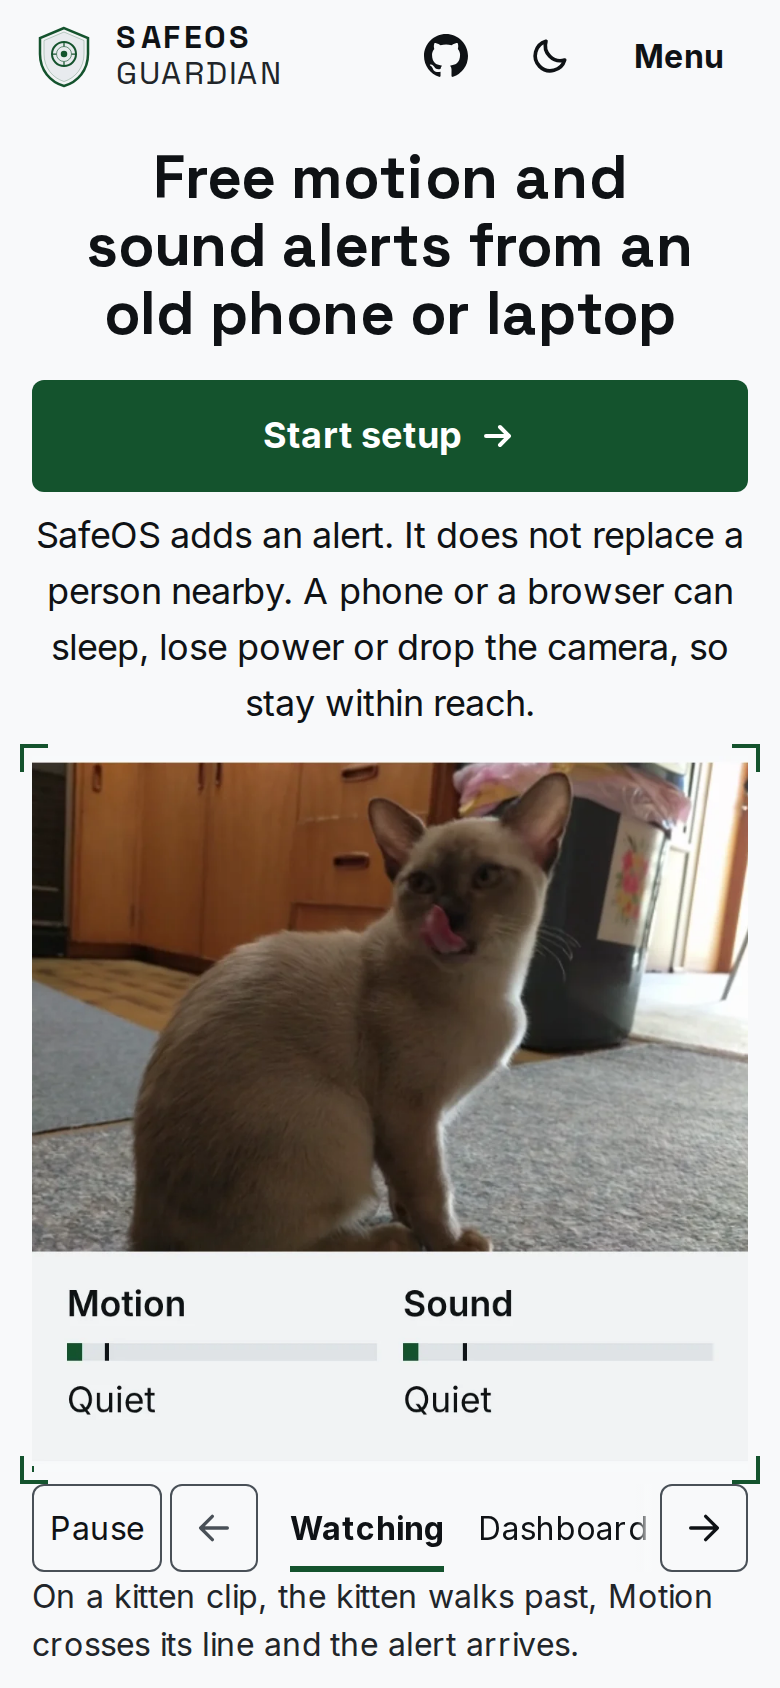 SAFEOS
GUARDIAN
Menu
Free motion and
sound alerts from an
old phone or laptop
Start setup →
SafeOS adds an alert. It does not replace a
person nearby. A phone or a browser can
sleep, lose power or drop the camera, so
stay within reach.
Motion
Sound
Quiet
Quiet
Pause
←
Watching
Dashboard
→
On a kitten clip, the kitten walks past, Motion
crosses its line and the alert arrives.